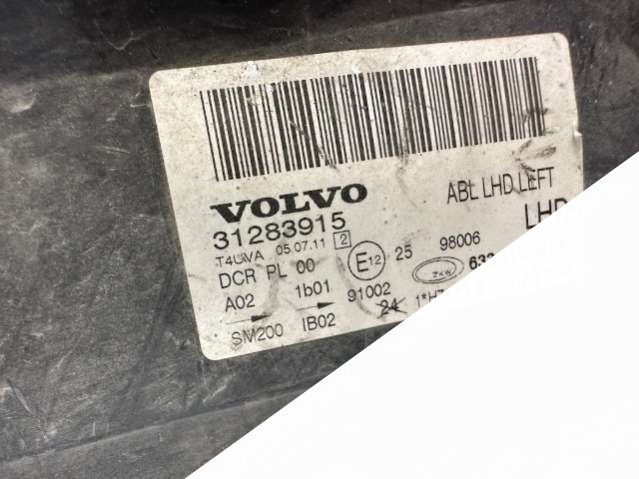 VOLVO
ABL LHD LEFT
31283915
LHD
05.07.11 2
DCR PL 00
E12 25 98006
A02 1b01 91002
SM200 IB02 24